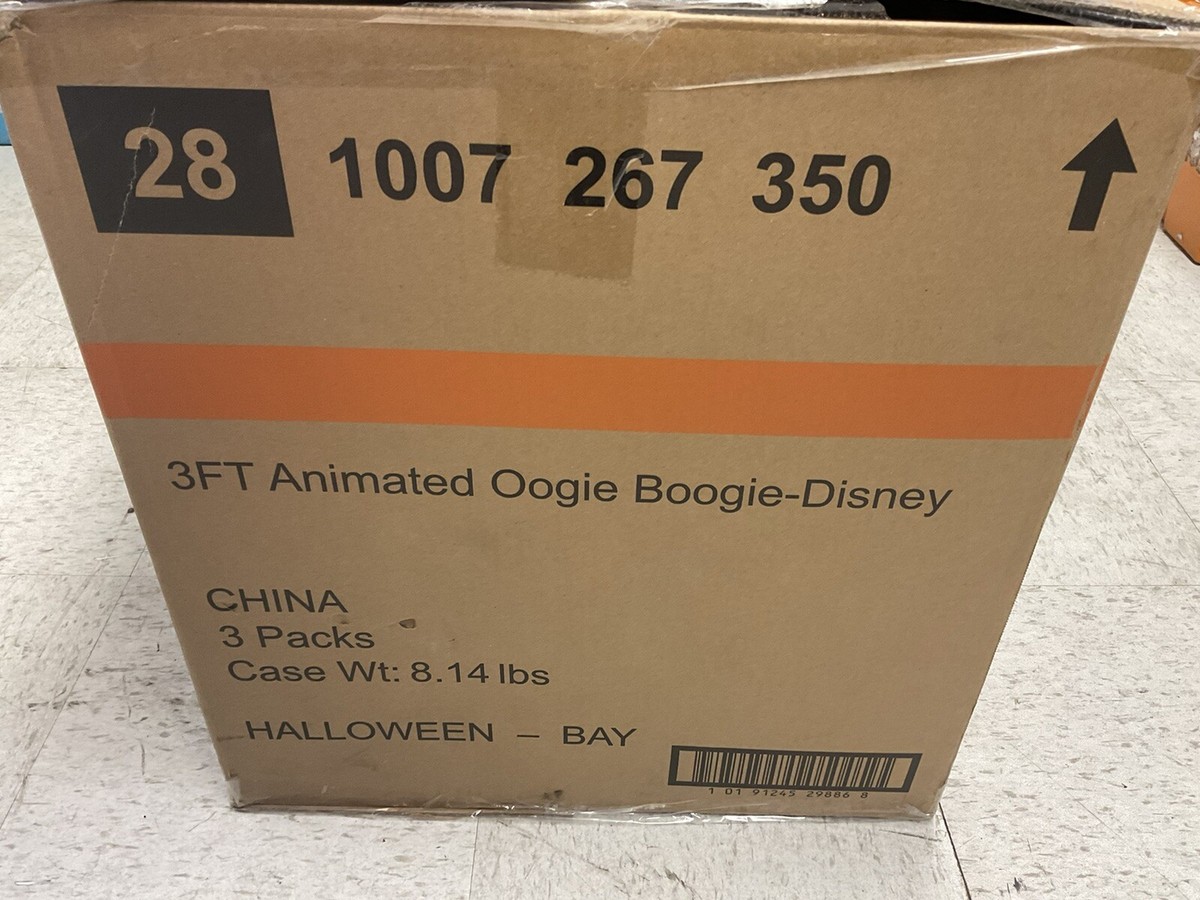 28 1007 267 350
3FT Animated Oogie Boogie-Disney
CHINA
3 Packs
Case Wt: 8.14 lbs
HALLOWEEN – BAY
1 01 91245 29886 8